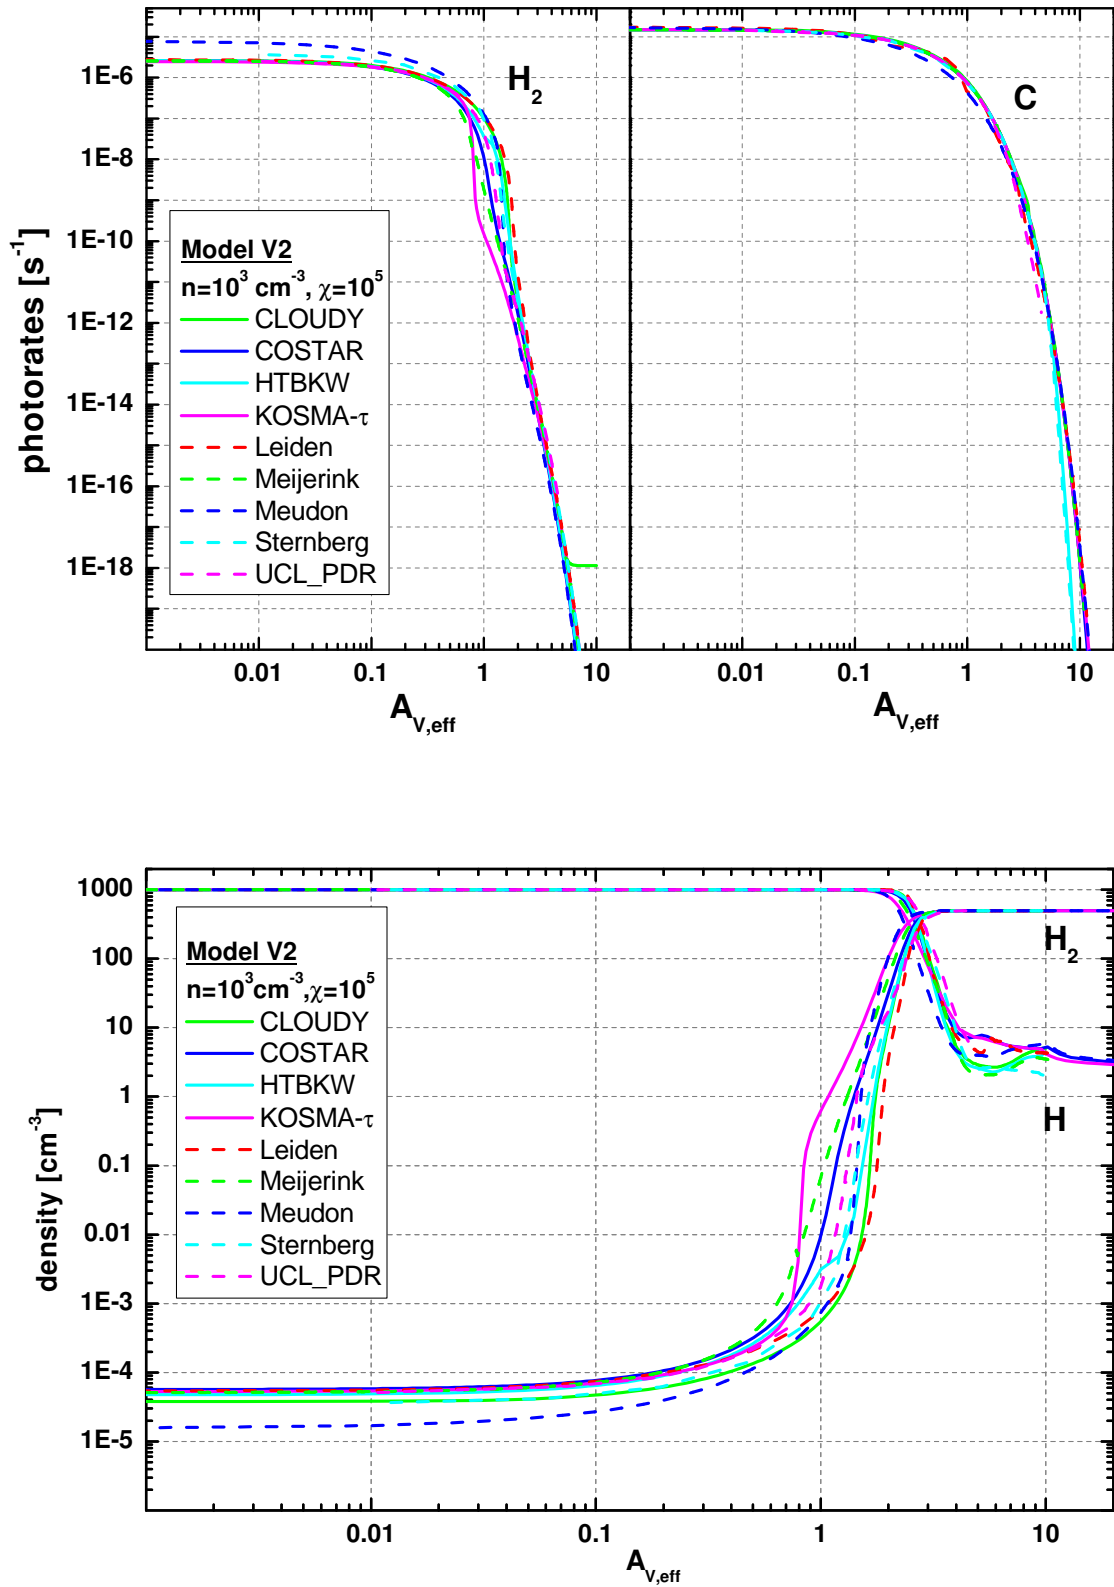 photorates [s⁻¹]
1E-6
1E-8
1E-10
1E-12
1E-14
1E-16
1E-18
H₂
C
Model V2
n=10³ cm⁻³, χ=10⁵
CLOUDY
COSTAR
HTBKW
KOSMA-τ
Leiden
Meijerink
Meudon
Sternberg
UCL_PDR
0.01 0.1 1 10
0.01 0.1 1 10
A_V,eff
A_V,eff
density [cm⁻³]
1000
100
10
1
0.1
0.01
1E-3
1E-4
1E-5
Model V2
n=10³cm⁻³,χ=10⁵
CLOUDY
COSTAR
HTBKW
KOSMA-τ
Leiden
Meijerink
Meudon
Sternberg
UCL_PDR
H₂
H
0.01 0.1 1 10
A_V,eff